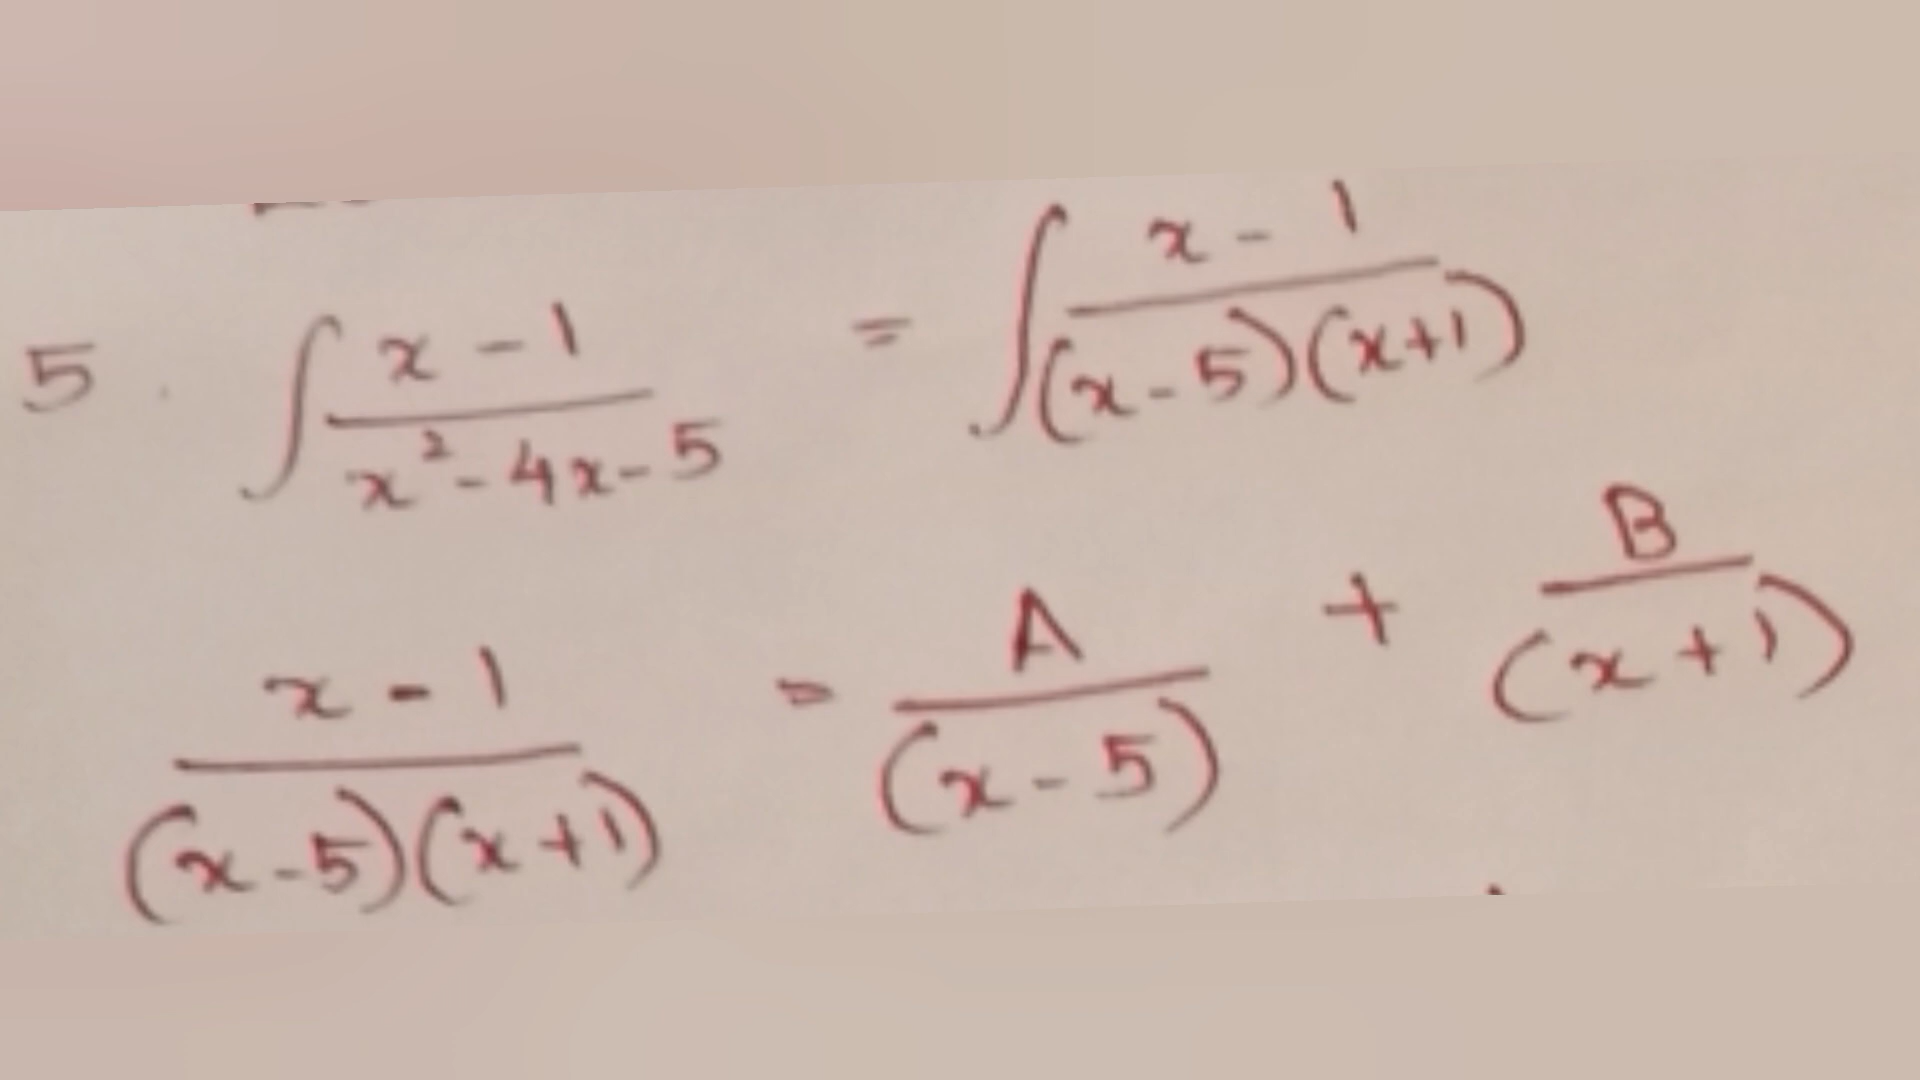 5. ∫ (x - 1)/(x² - 4x - 5) = ∫ (x - 1)/((x - 5)(x + 1))
(x - 1)/((x - 5)(x + 1)) = A/(x - 5) + B/(x + 1)